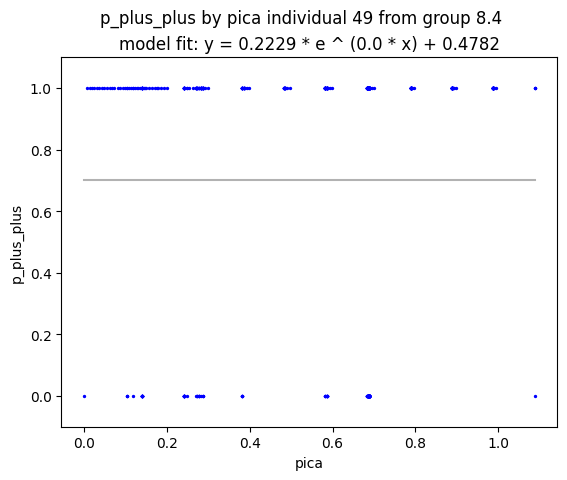 p_plus_plus by pica individual 49 from group 8.4
model fit: y = 0.2229 * e ^ (0.0 * x) + 0.4782
1.0
0.8
0.6
0.4
0.2
0.0
p_plus_plus
0.0 0.2 0.4 0.6 0.8 1.0
pica